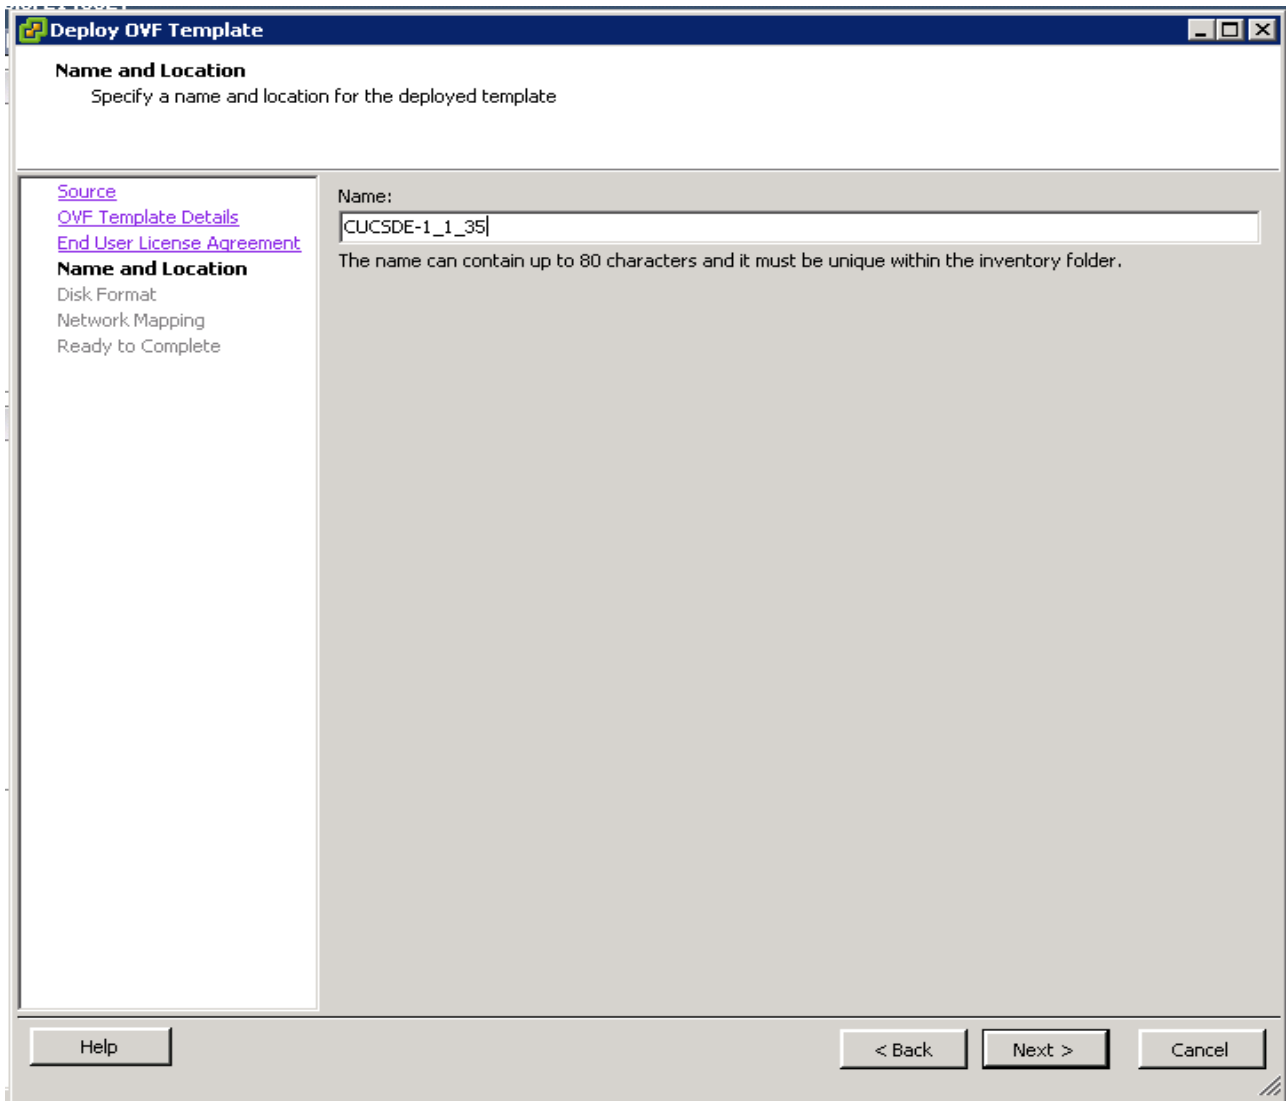 Deploy OVF Template
Name and Location
Specify a name and location for the deployed template
Source
OVF Template Details
End User License Agreement
Name and Location
Disk Format
Network Mapping
Ready to Complete
Name:
CUCSDE-1_1_35
The name can contain up to 80 characters and it must be unique within the inventory folder.
Help
< Back
Next >
Cancel